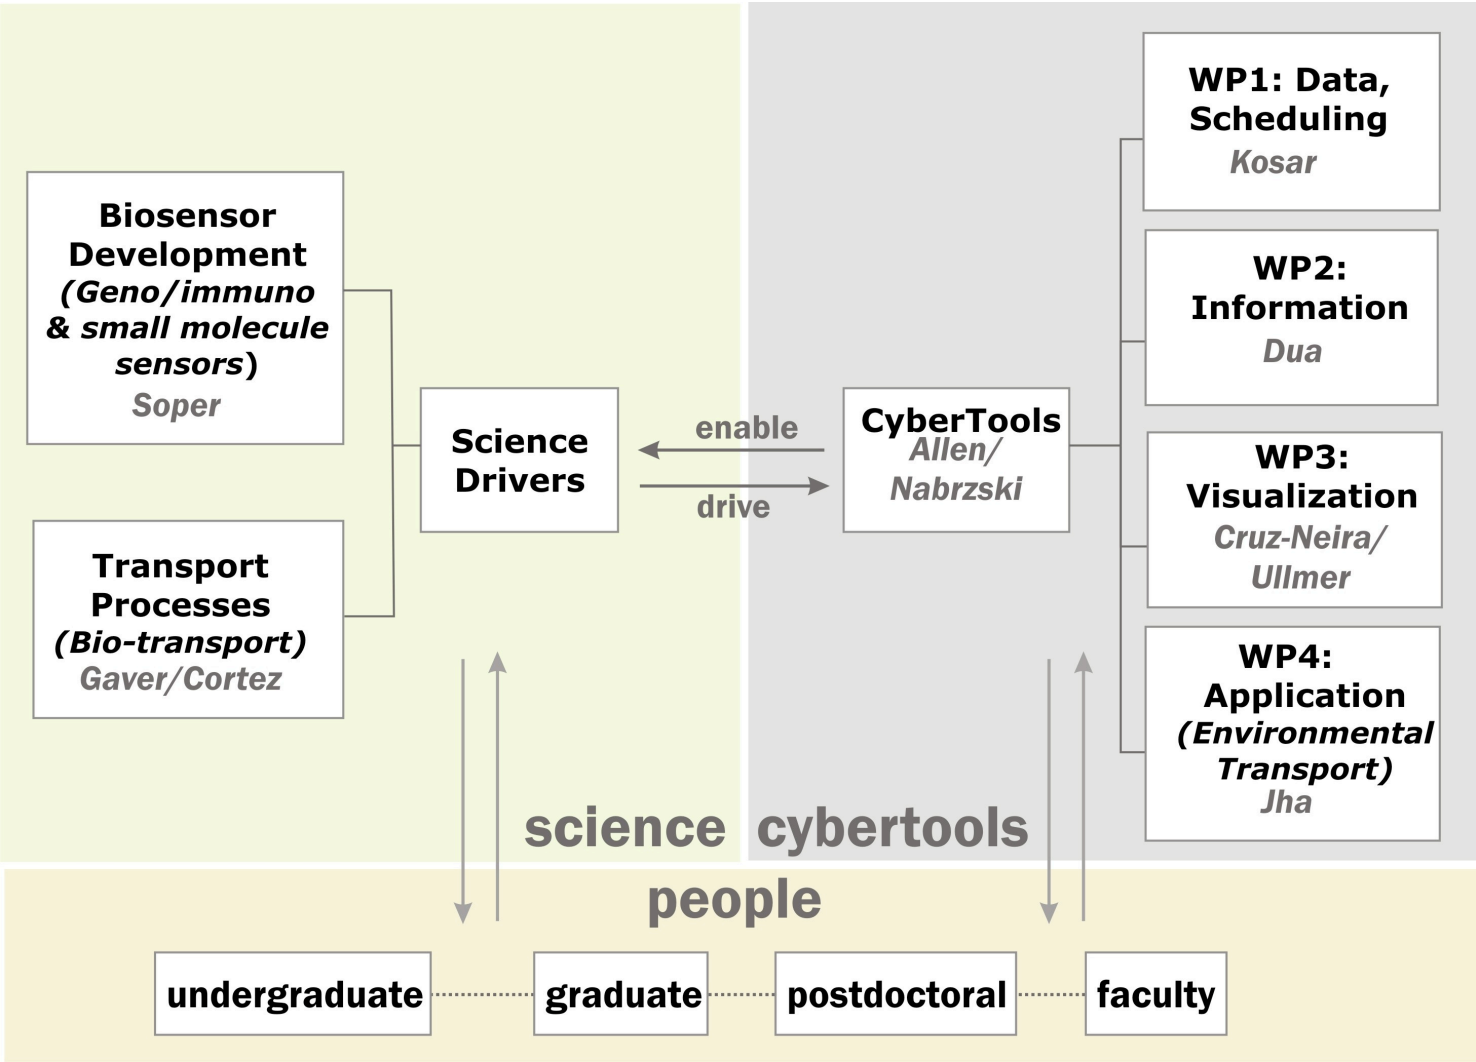 Biosensor
Development
(Geno/immuno
& small molecule
sensors)
Soper
Transport
Processes
(Bio-transport)
Gaver/Cortez
Science
Drivers
enable
drive
CyberTools
Allen/
Nabrzski
WP1: Data,
Scheduling
Kosar
WP2:
Information
Dua
WP3:
Visualization
Cruz-Neira/
Ullmer
WP4:
Application
(Environmental
Transport)
Jha
science
cybertools
people
undergraduate
graduate
postdoctoral
faculty